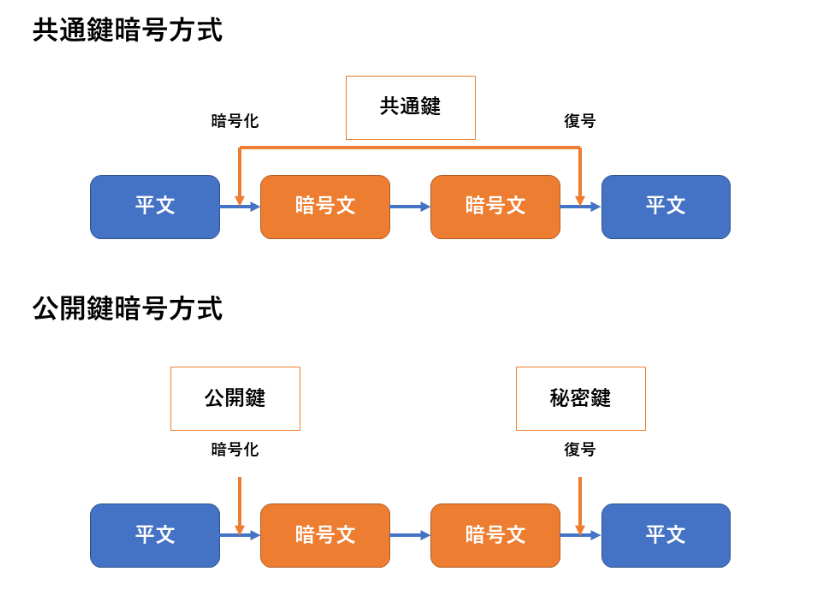 共通鍵暗号方式
共通鍵
暗号化
復号
平文
暗号文
暗号文
平文
公開鍵暗号方式
公開鍵
秘密鍵
暗号化
復号
平文
暗号文
暗号文
平文